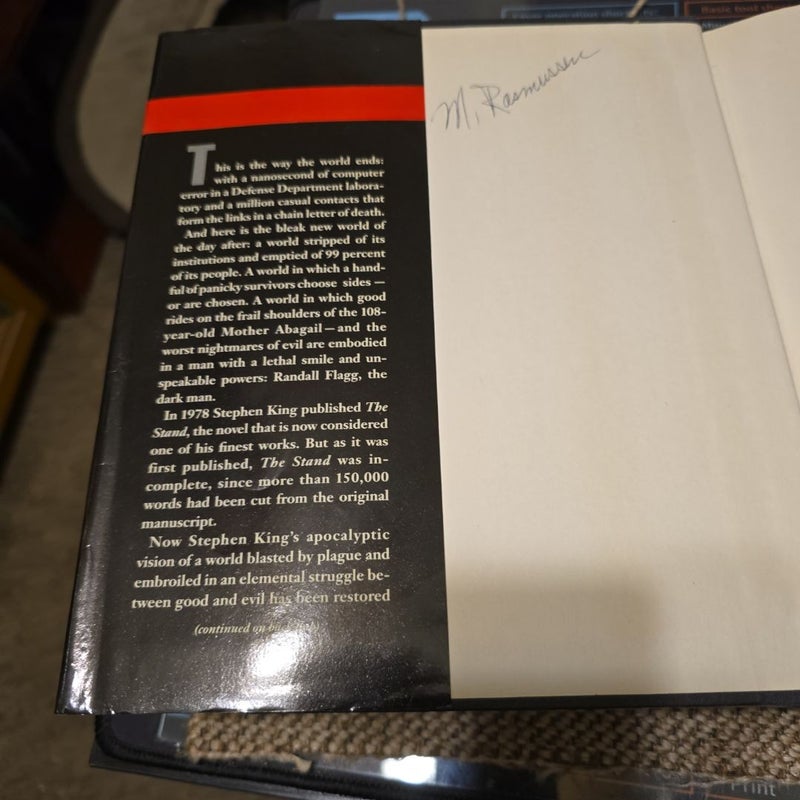 M. Rasmussen
This is the way the world ends:
with a nanosecond of computer
error in a Defense Department labora-
tory and a million casual contacts that
form the links in a chain letter of death.
And here is the bleak new world of
the day after: a world stripped of its
institutions and emptied of 99 percent
of its people. A world in which a hand-
ful of panicky survivors choose sides —
or are chosen. A world in which good
rides on the frail shoulders of the 108-
year-old Mother Abagail — and the
worst nightmares of evil are embodied
in a man with a lethal smile and un-
speakable powers: Randall Flagg, the
dark man.
In 1978 Stephen King published The
Stand, the novel that is now considered
one of his finest works. But as it was
first published, The Stand was in-
complete, since more than 150,000
words had been cut from the original
manuscript.
Now Stephen King's apocalyptic
vision of a world blasted by plague and
embroiled in an elemental struggle be-
tween good and evil has been restored
(continued on
Print